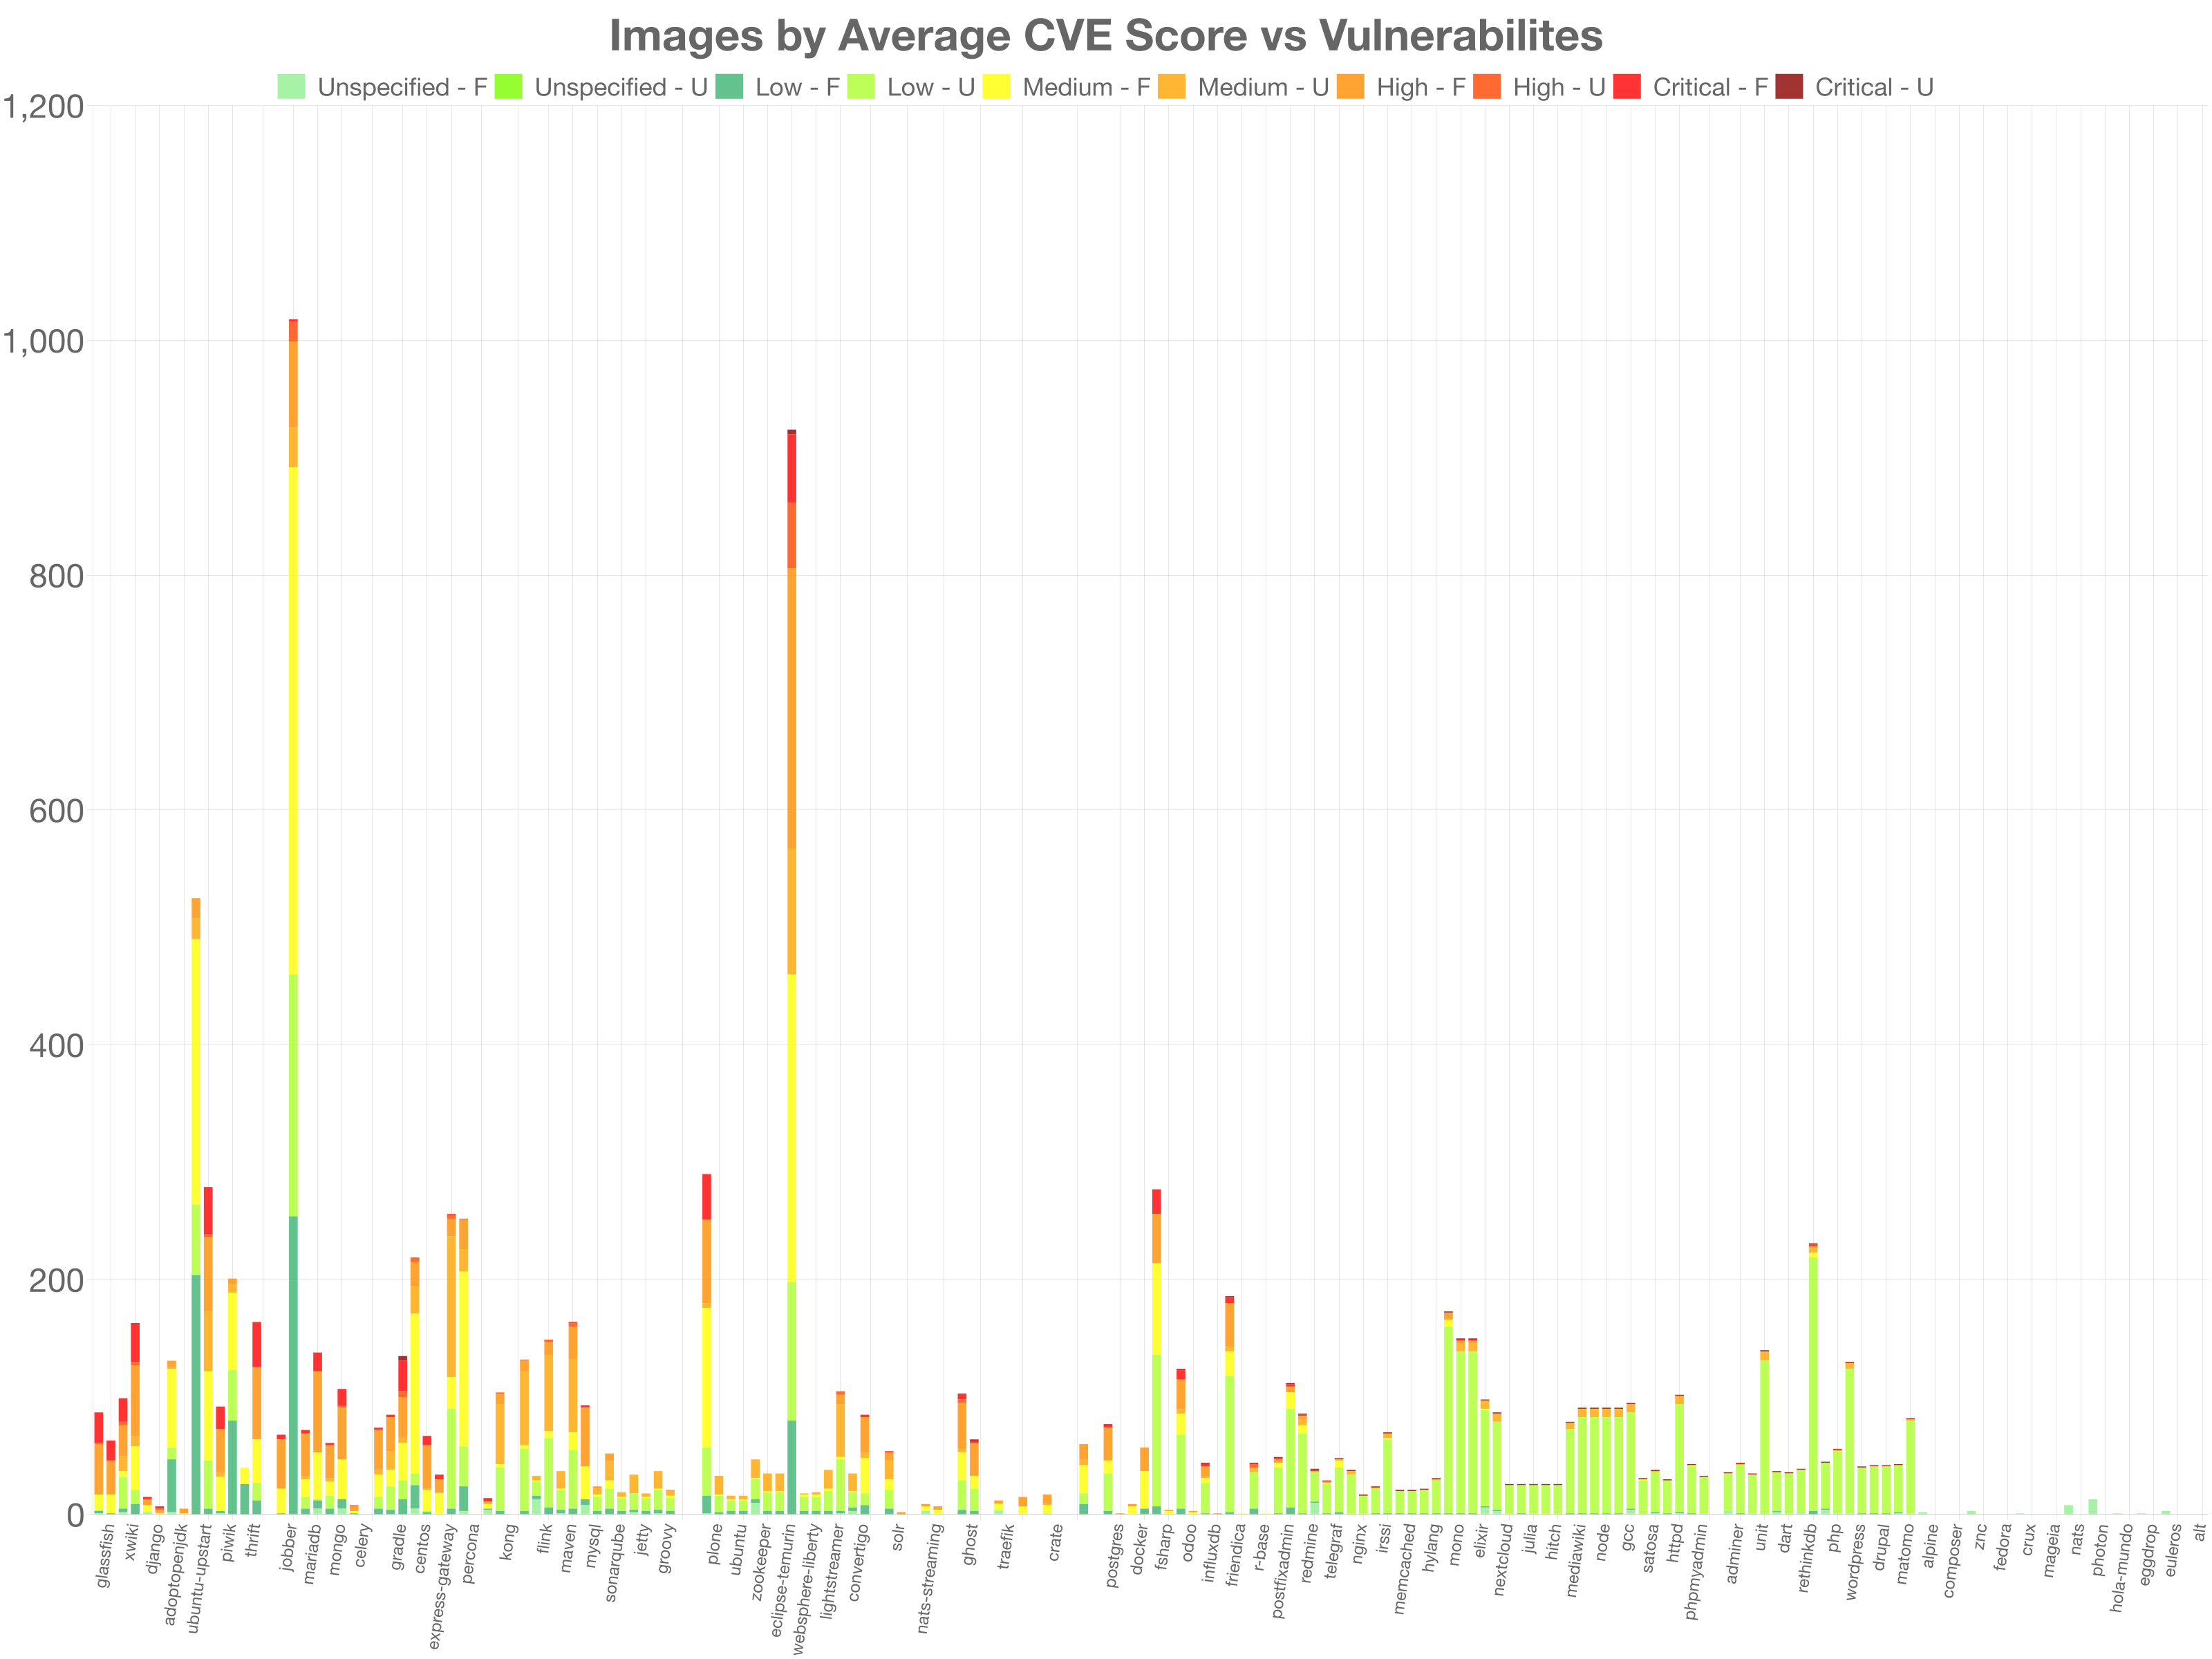 Images by Average CVE Score vs Vulnerabilites
Unspecified - F Unspecified - U Low - F Low - U Medium - F Medium - U High - F High - U Critical - F Critical - U
1,200
1,000
800
600
400
200
0
glassfish
xwiki
django
adoptopenjdk
ubuntu-upstart
piwik
thrift
jobber
mariadb
mongo
celery
gradle
centos
express-gateway
percona
kong
flink
maven
mysql
sonarqube
jetty
groovy
plone
ubuntu
zookeeper
eclipse-temurin
websphere-liberty
lightstreamer
convertigo
solr
nats-streaming
ghost
traefik
crate
postgres
docker
fsharp
odoo
influxdb
friendica
r-base
postfixadmin
redmine
telegraf
nginx
irssi
memcached
hylang
mono
elixir
nextcloud
julia
hitch
mediawiki
node
gcc
satosa
httpd
phpmyadmin
adminer
unit
dart
rethinkdb
php
wordpress
drupal
matomo
alpine
composer
znc
fedora
crux
mageia
nats
photon
hola-mundo
eggdrop
euleros
alt